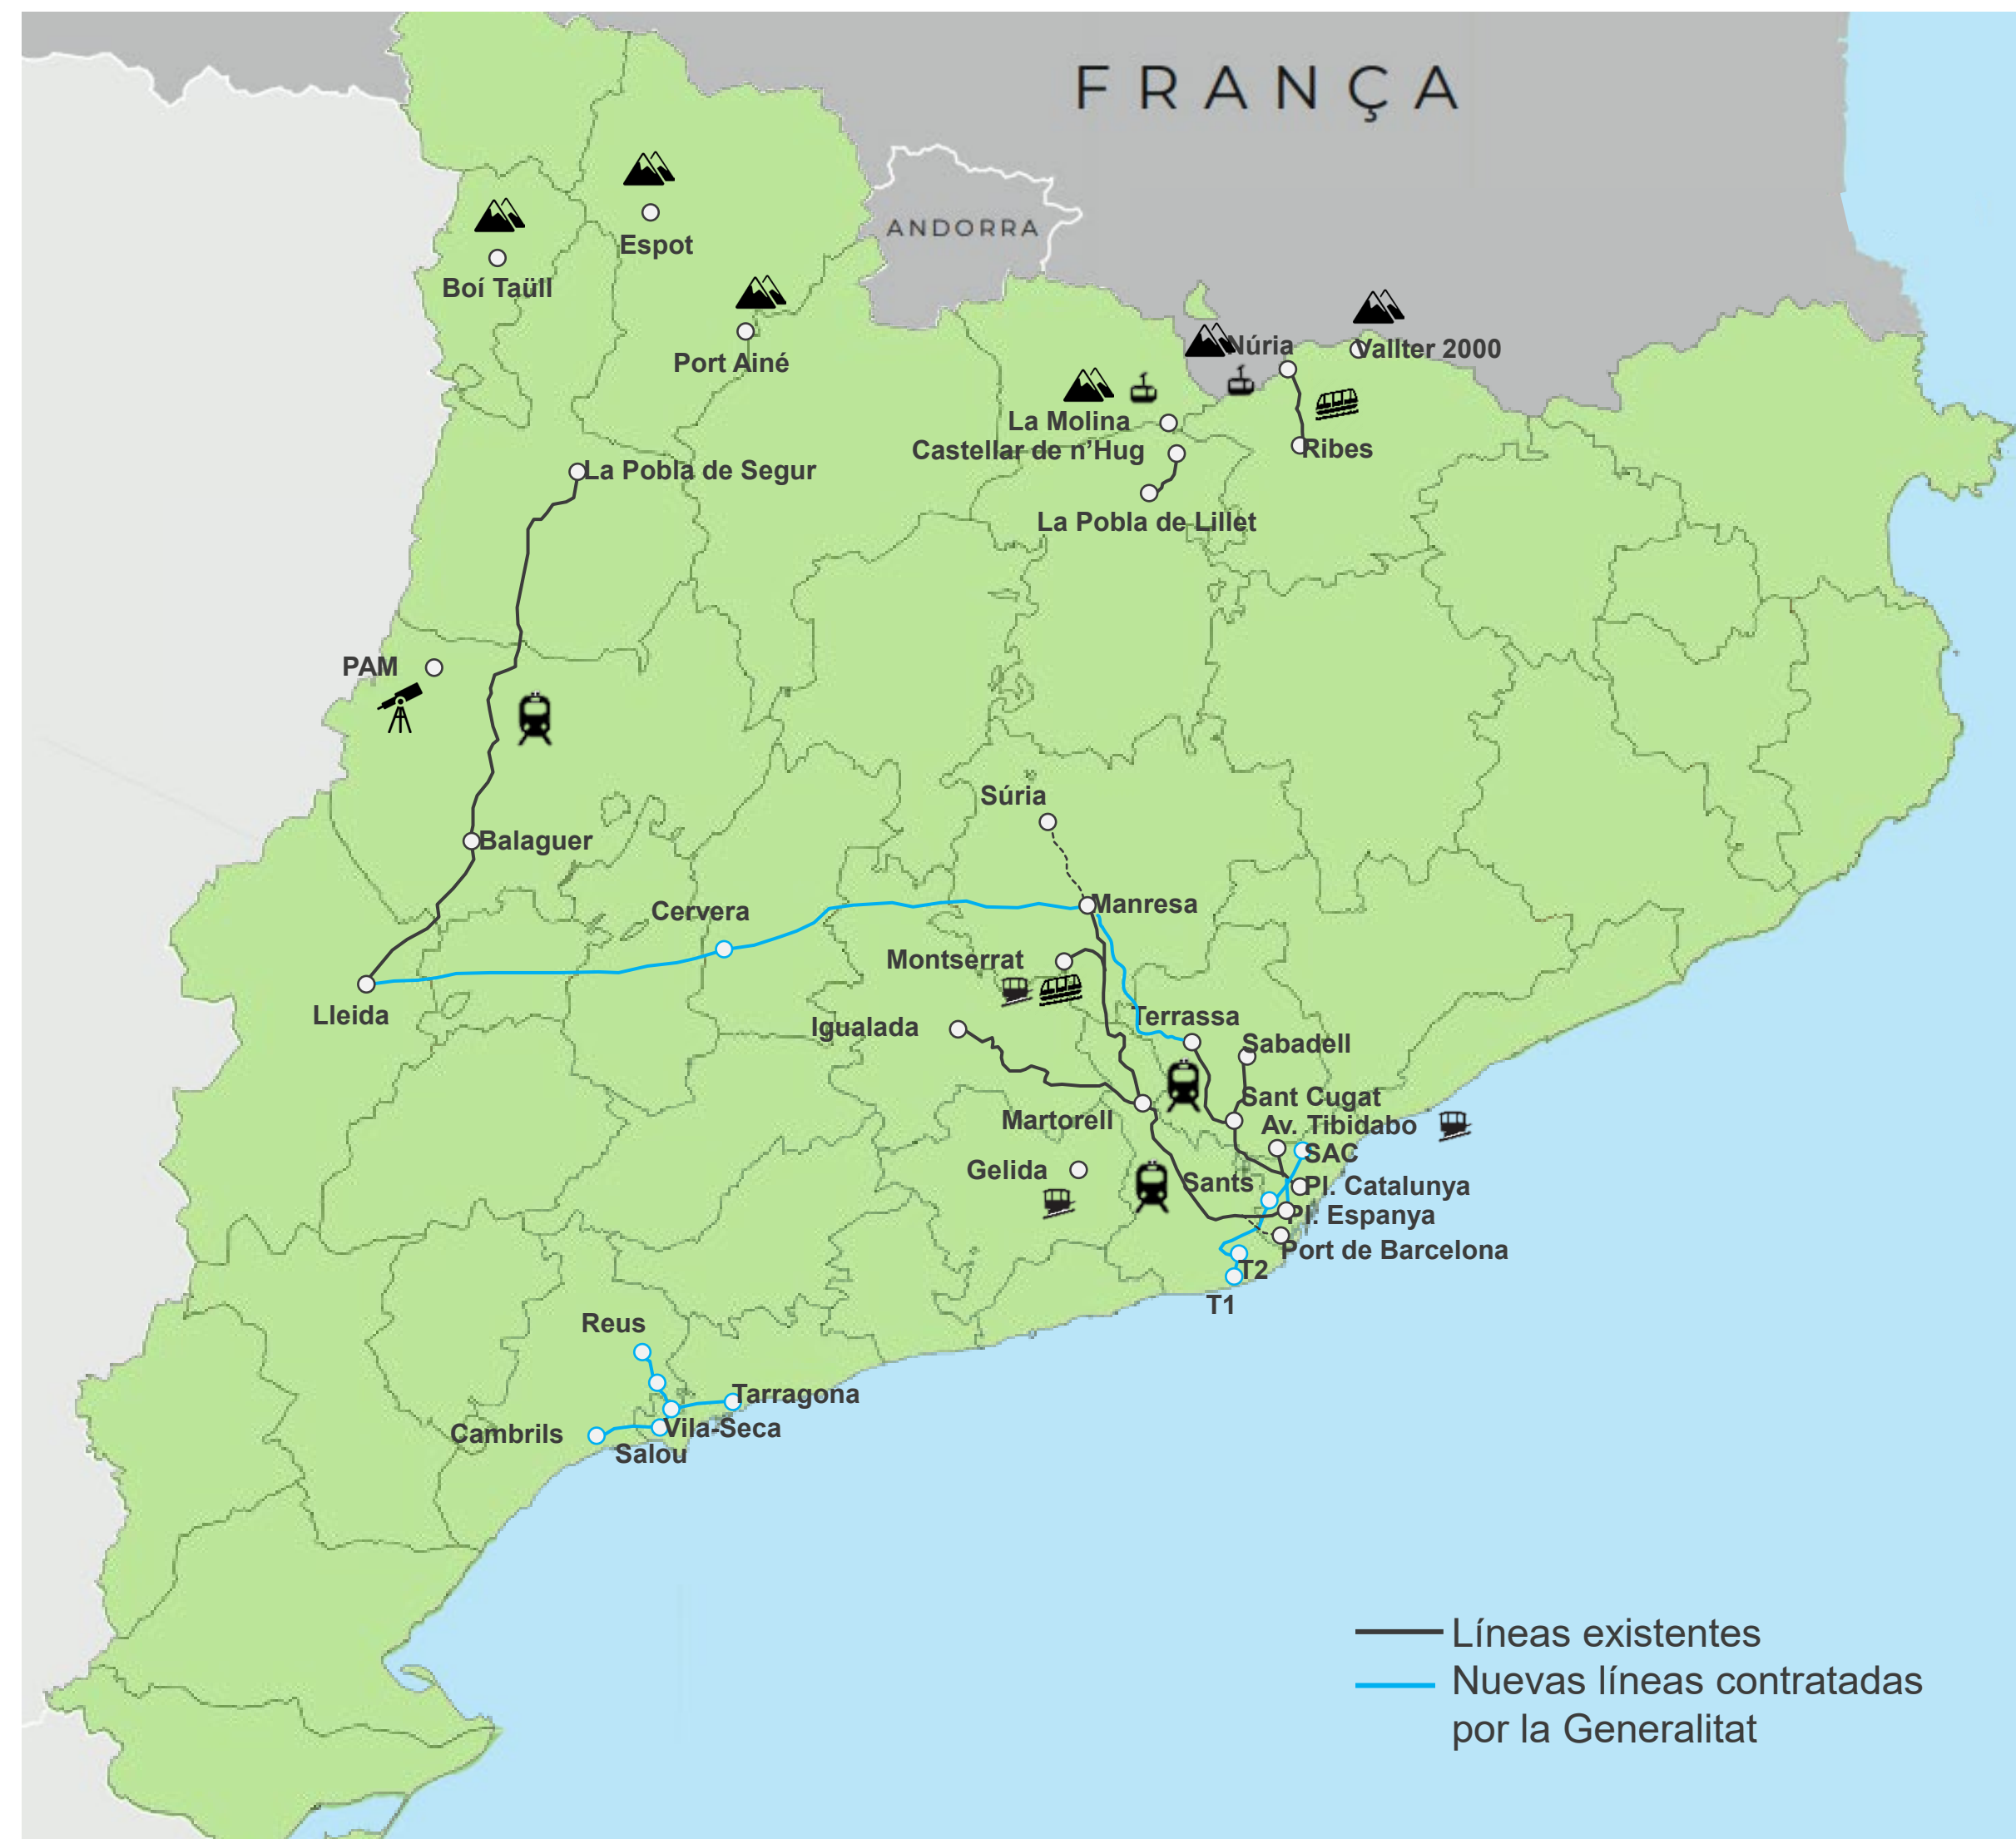 FRANÇA
ANDORRA
Espot
Boí Taüll
Port Ainé
Núria
Vallter 2000
La Molina
Castellar de n'Hug
Ribes
La Pobla de Segur
La Pobla de Lillet
PAM
Súria
Balaguer
Cervera
Manresa
Montserrat
Lleida
Igualada
Terrassa
Sabadell
Sant Cugat
Martorell
Av. Tibidabo
SAC
Gelida
Sants
Pl. Catalunya
Pl. Espanya
Port de Barcelona
T2
T1
Reus
Tarragona
Cambrils
Vila-Seca
Salou
Líneas existentes
Nuevas líneas contratadas
por la Generalitat